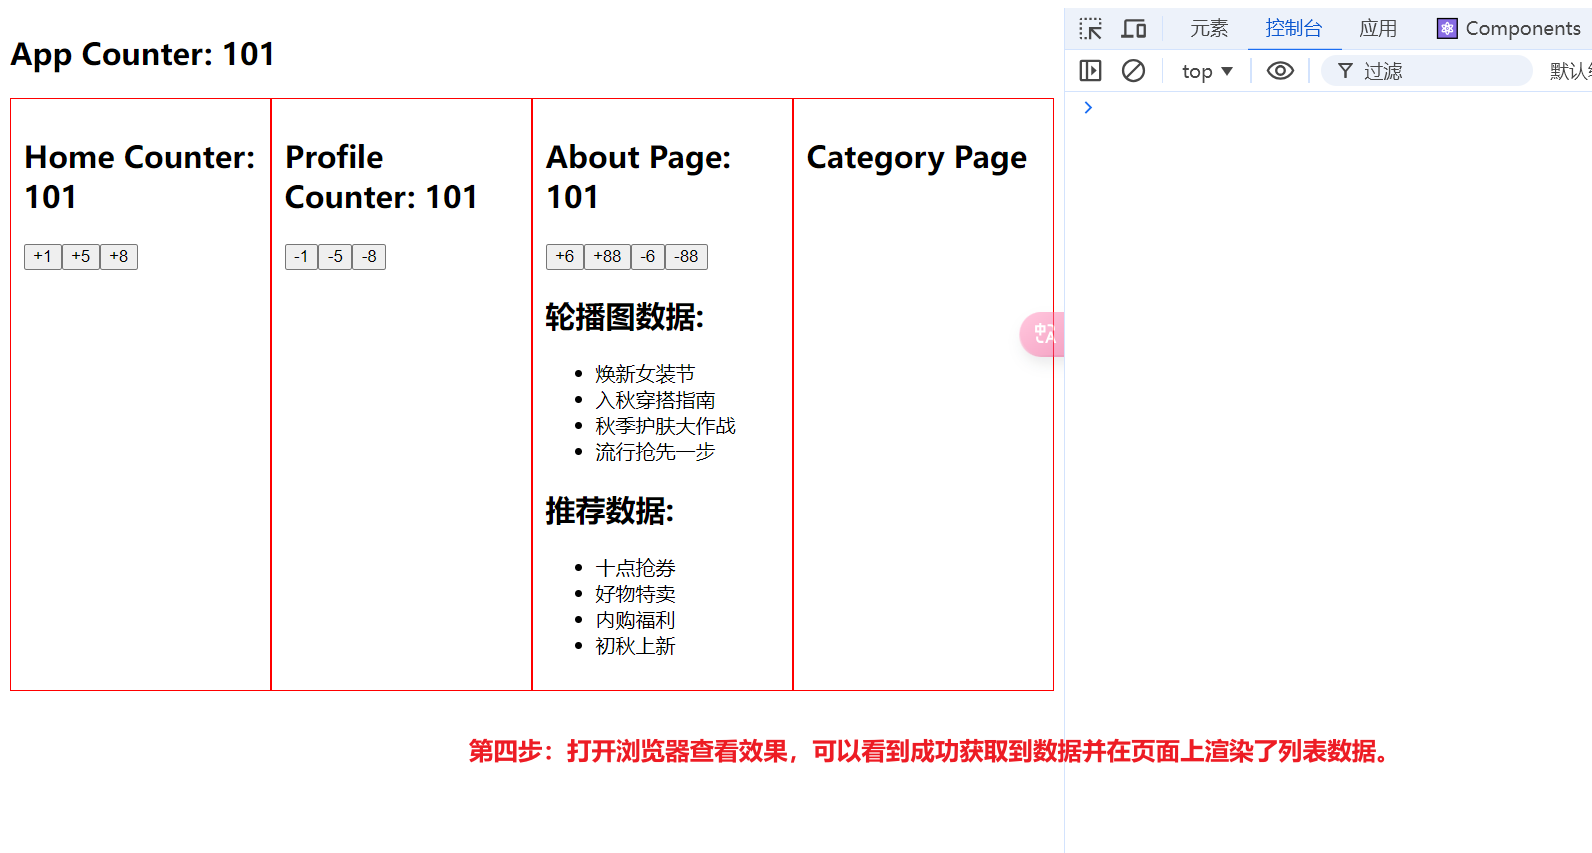 App Counter: 101
Home Counter:
101
+1 +5 +8
Profile
Counter: 101
-1 -5 -8
About Page:
101
+6 +88 -6 -88
轮播图数据:
焕新女装节
入秋穿搭指南
秋季护肤大作战
流行抢先一步
推荐数据:
十点抢券
好物特卖
内购福利
初秋上新
Category Page
元素 控制台 应用 Components
top 过滤 默认
第四步：打开浏览器查看效果，可以看到成功获取到数据并在页面上渲染了列表数据。